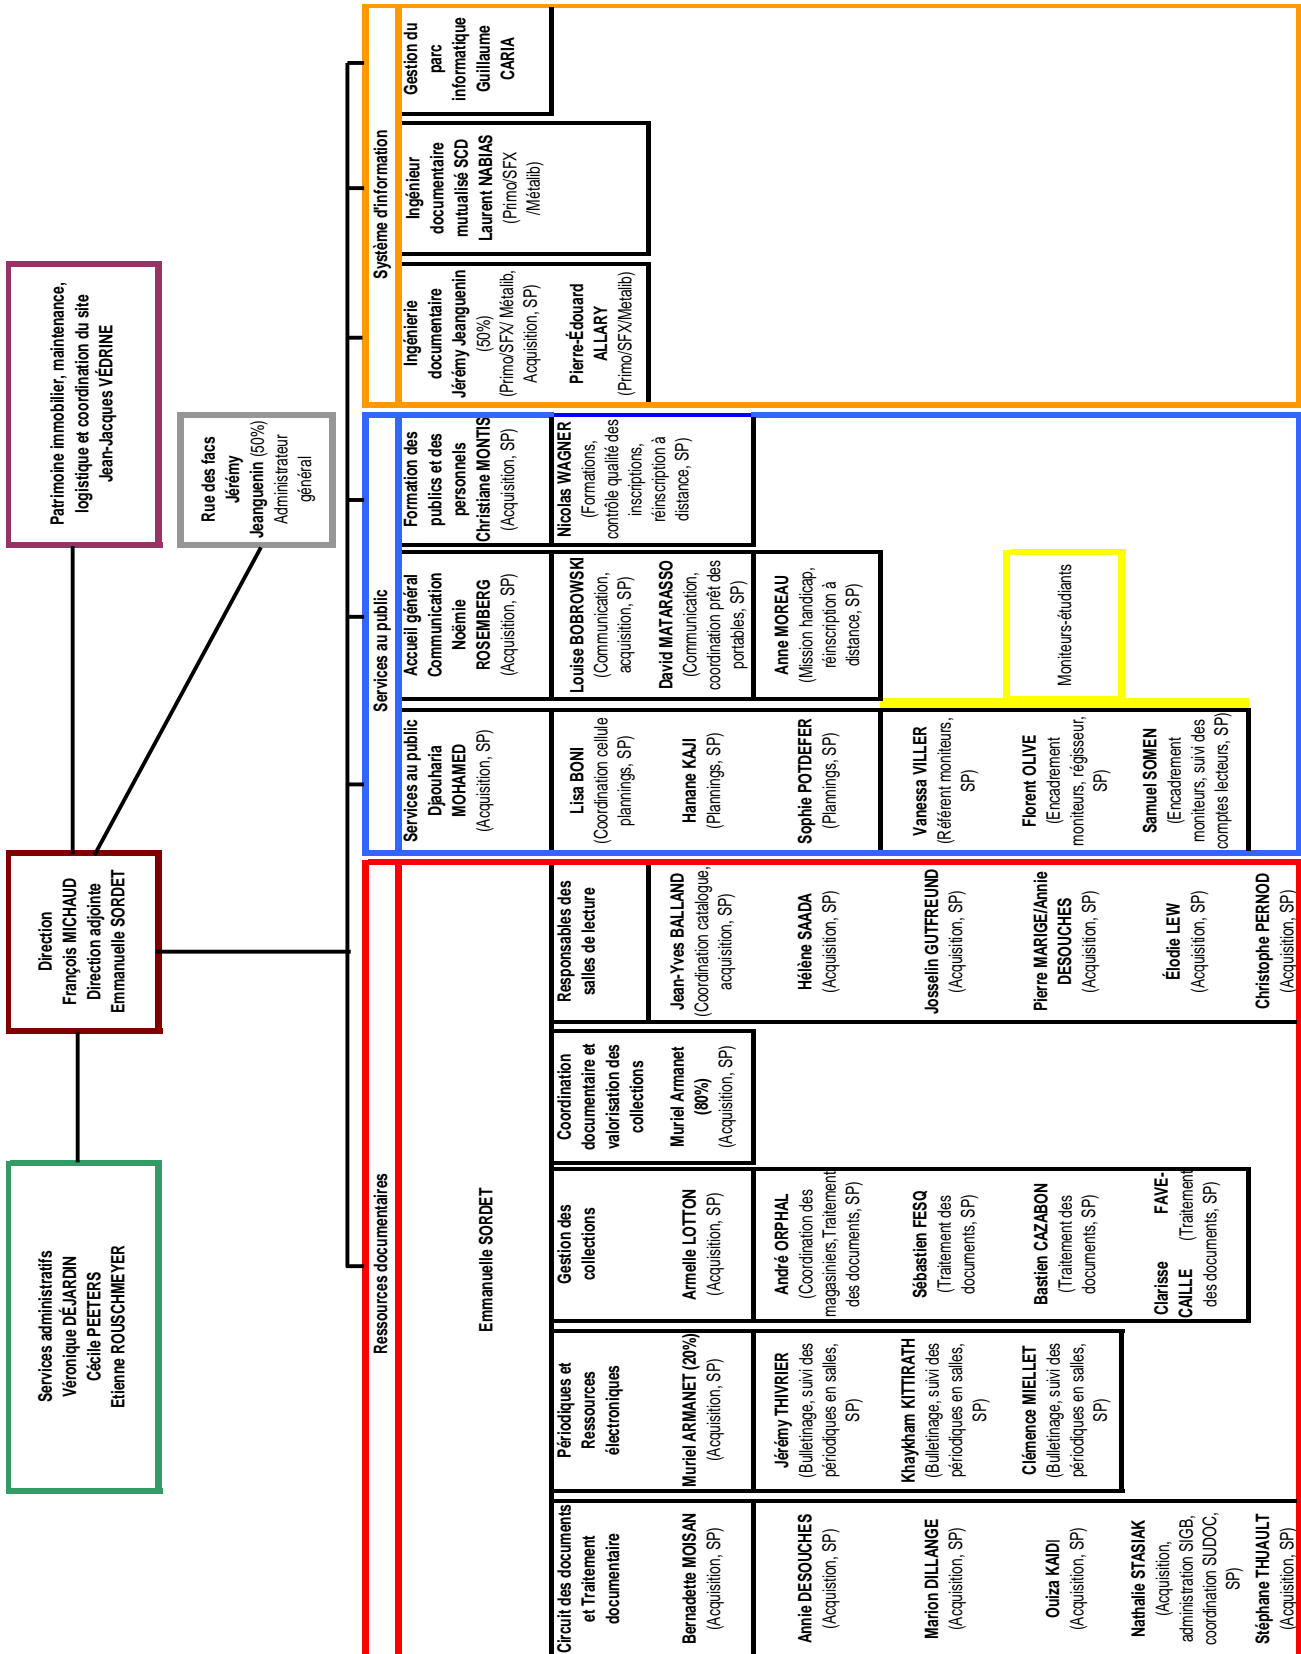 Services administratifs
Véronique DÉJARDIN
Cécile PEETERS
Etienne ROUSCHMEYER
Direction
François MICHAUD
Direction adjointe
Emmanuelle SORDET
Patrimoine immobilier, maintenance,
logistique et coordination du site
Jean-Jacques VÉDRINE
Rue des facs
Jérémy
Jeanguenin (50%)
Administrateur
général
Ressources documentaires
Emmanuelle SORDET
Circuit des documents
et Traitement
documentaire
Bernadette MOISAN
(Acquisition, SP)
Annie DESOUCHES
(Acquistion, SP)
Marion DILLANGE
(Acquisition, SP)
Ouiza KAIDI
(Acquisition, SP)
Nathalie STASIAK
(Acquisition,
administration SIGB,
coordination SUDOC,
SP)
Stéphane THUAULT
(Acquisition, SP)
Périodiques et
Ressources
électroniques
Muriel ARMANET (20%)
(Acquisition, SP)
Jérémy THIVRIER
(Bulletinage, suivi des
périodiques en salles,
SP)
Khaykham KITTIRATH
(Bulletinage, suivi des
périodiques en salles,
SP)
Clémence MIELLET
(Bulletinage, suivi des
périodiques en salles,
SP)
Gestion des
collections
Armelle LOTTON
(Acquisition, SP)
André ORPHAL
(Coordination des
magasiniers,Traitement
des documents, SP)
Sébastien FESQ
(Traitement des
documents, SP)
Bastien CAZABON
(Traitement des
documents, SP)
Clarisse FAVE-
CAILLE (Traitement
des documents, SP)
Coordination
documentaire et
valorisation des
collections
Muriel Armanet
(80%)
(Acquisition, SP)
Responsables des
salles de lecture
Jean-Yves BALLAND
(Coordination catalogue,
acquisition, SP)
Hélène SAADA
(Acquisition, SP)
Josselin GUTFREUND
(Acquisition, SP)
Pierre MARIGE/Annie
DESOUCHES
(Acquisition, SP)
Élodie LEW
(Acquisition, SP)
Christophe PERNOD
(Acquisition, SP)
Services au public
Services au public
Djaouharia
MOHAMED
(Acquisition, SP)
Lisa BONI
(Coordination cellule
plannings, SP)
Hanane KAJI
(Plannings, SP)
Sophie POTDEFER
(Plannings, SP)
Vanessa VILLER
(Référent moniteurs,
SP)
Florent OLIVE
(Encadrement
moniteurs, régisseur,
SP)
Samuel SOMEN
(Encadrement
moniteurs, suivi des
comptes lecteurs, SP)
Accueil général
Communication
Noëmie
ROSEMBERG
(Acquisition, SP)
Louise BOBROWSKI
(Communication,
acquisition, SP)
David MATARASSO
(Communication,
coordination prêt des
portables, SP)
Anne MOREAU
(Mission handicap,
réinscription à
distance, SP)
Moniteurs-étudiants
Formation des
publics et des
personnels
Christiane MONTIS
(Acquisition, SP)
Nicolas WAGNER
(Formations,
contrôle qualité des
inscriptions,
réinscription à
distance, SP)
Système d'information
Ingénierie
documentaire
Jérémy Jeanguenin
(50%)
(Primo/SFX/ Métalib,
Acquisition, SP)
Pierre-Édouard
ALLARY
(Primo/SFX/Metalib)
Ingénieur
documentaire
mutualisé SCD
Laurent NABIAS
(Primo/SFX
/Métalib)
Gestion du
parc
informatique
Guillaume
CARIA